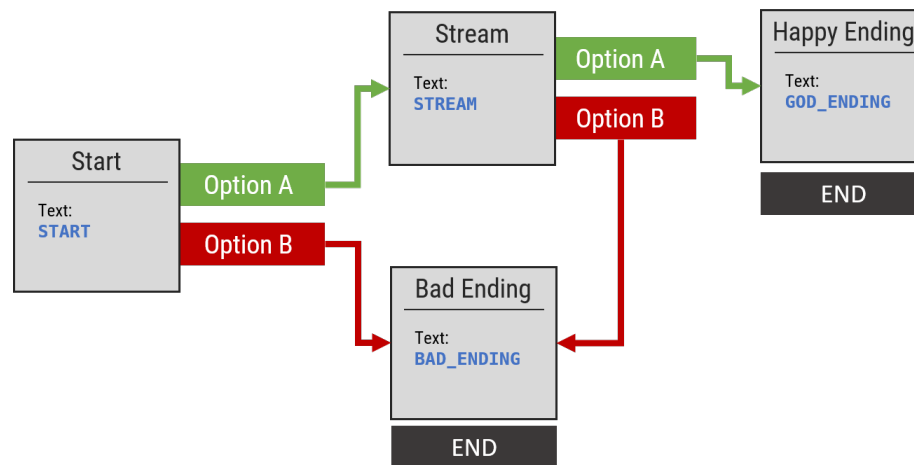 Start
Text:
START
Option A
Option B
Stream
Text:
STREAM
Option A
Option B
Bad Ending
Text:
BAD_ENDING
END
Happy Ending
Text:
GOD_ENDING
END